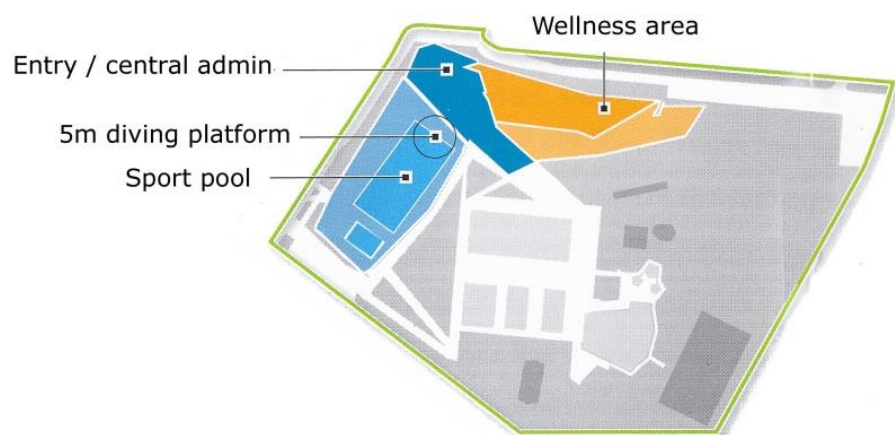 Wellness area
Entry / central admin
5m diving platform
Sport pool